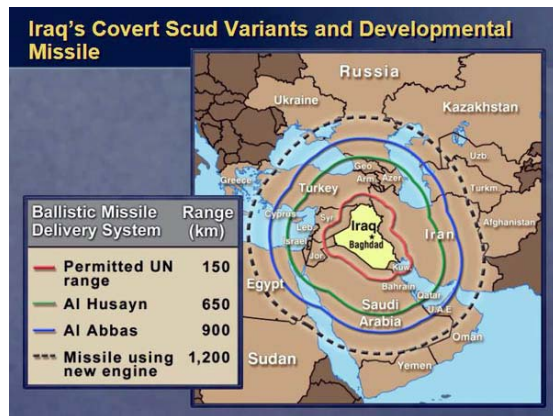 Iraq's Covert Scud Variants and Developmental
Missile
Russia
Ukraine
Kazakhstan
Geo.
Uzb.
Greece
Turkey
Arm.
Azer.
Turkm.
Cyprus
Syr.
Afghanistan
Leb.
Iraq
Iran
Israel
Baghdad
Jor.
Kuw.
Egypt
Bahrain
Qatar
Saudi
Arabia
U.A.E
Oman
Sudan
Yemen
Ballistic Missile Range
Delivery System (km)
Permitted UN 150
range
Al Husayn 650
Al Abbas 900
Missile using 1,200
new engine